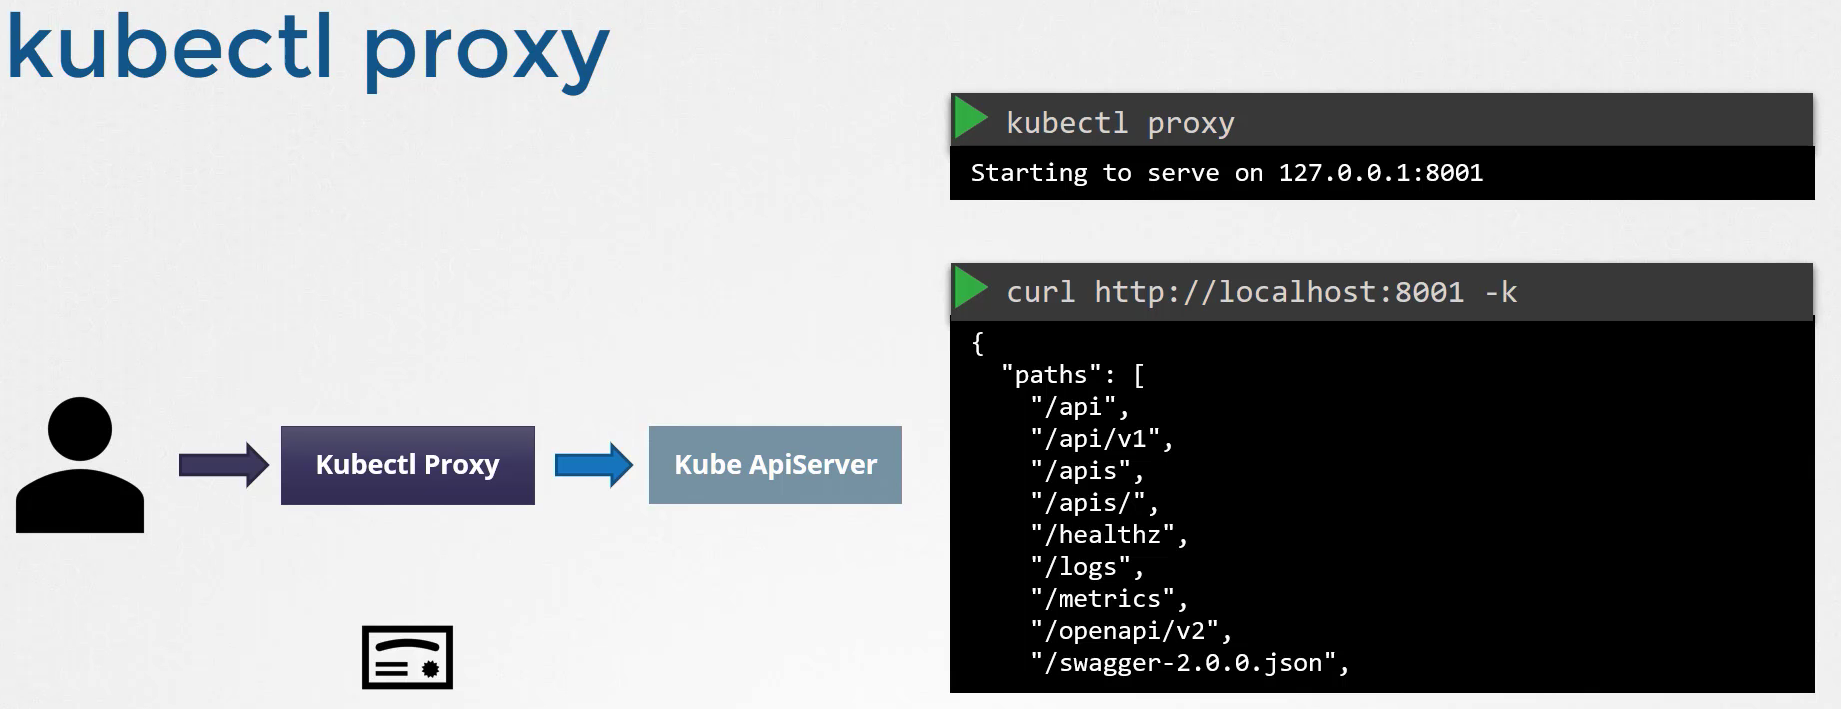 kubectl proxy
kubectl proxy
Starting to serve on 127.0.0.1:8001
curl http://localhost:8001 -k
{
"paths": [
"/api",
"/api/v1",
"/apis",
"/apis/",
"/healthz",
"/logs",
"/metrics",
"/openapi/v2",
"/swagger-2.0.0.json",
Kubectl Proxy
Kube ApiServer